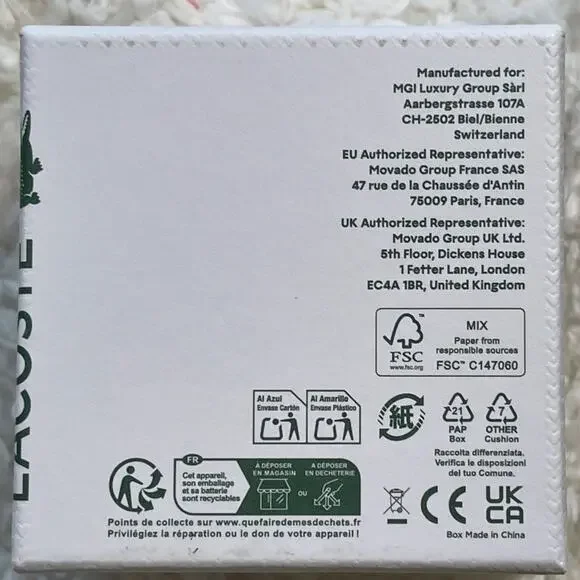 Manufactured for:
MGI Luxury Group Sàrl
Aarbergstrasse 107A
CH-2502 Biel/Bienne
Switzerland
EU Authorized Representative:
Movado Group France SAS
47 rue de la Chaussée d'Antin
75009 Paris, France
UK Authorized Representative:
Movado Group UK Ltd.
5th Floor, Dickens House
1 Fetter Lane, London
EC4A 1BR, United Kingdom
LACOSTE
FSC
www.fsc.org
MIX
Paper from
responsible sources
FSC™ C147060
Al Azul
Envase Cartón
Al Amarillo
Envase Plástico
紙
21
PAP
Box
7
OTHER
Cushion
Raccolta differenziata.
Verifica le disposizioni
del tuo Comune.
FR
Cet appareil,
son emballage
et sa batterie
sont recyclables
À DÉPOSER
EN MAGASIN
OU
À DÉPOSER
EN DÉCHÈTERIE
Points de collecte sur www.quefairedemesdechets.fr
Privilégiez la réparation ou le don de votre appareil !
CE
UK
CA
Box Made in China